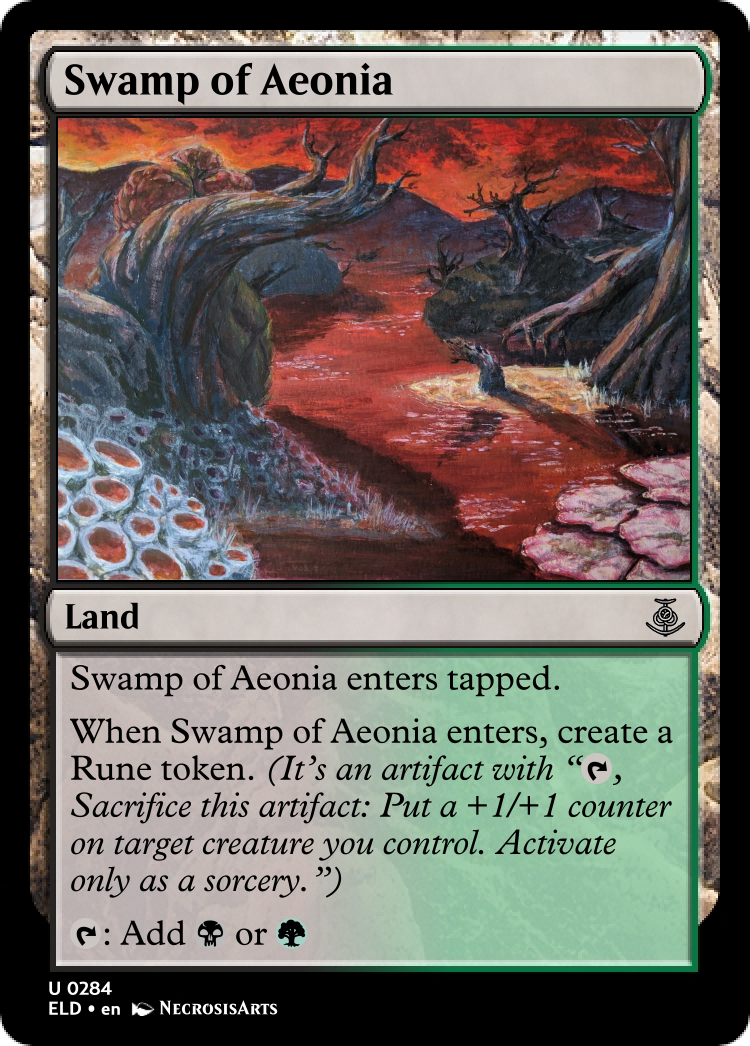 Swamp of Aeonia
Land
Swamp of Aeonia enters tapped.
When Swamp of Aeonia enters, create a
Rune token. (It's an artifact with “,
Sacrifice this artifact: Put a +1/+1 counter
on target creature you control. Activate
only as a sorcery.”)
: Add or
U 0284
ELD • en NecrosisArts